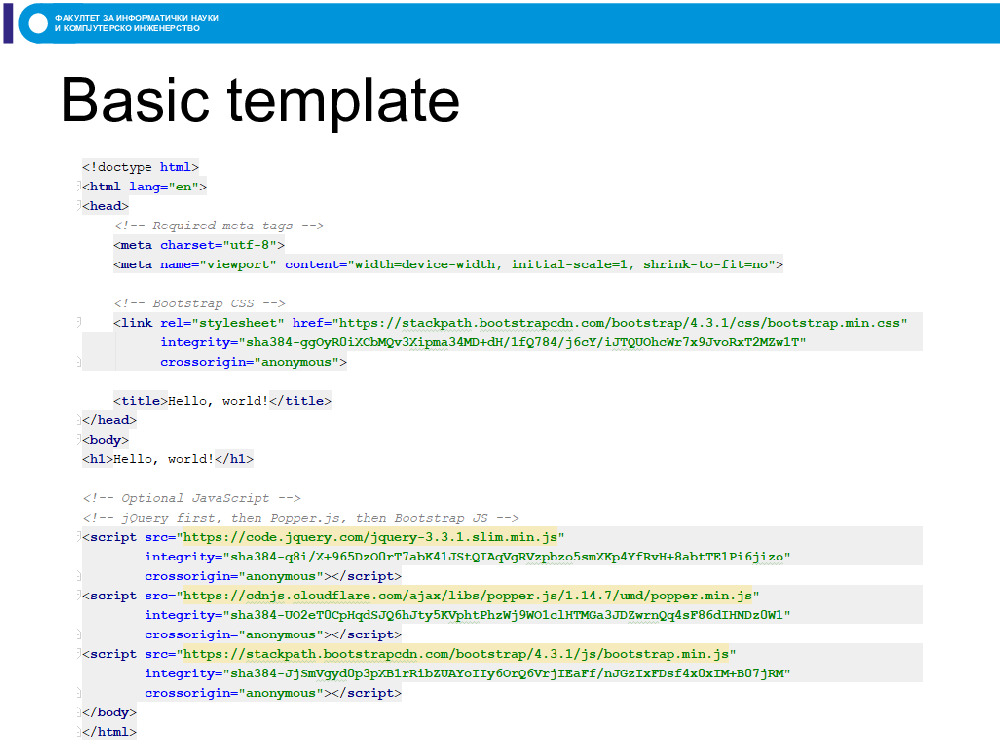 ФАКУЛТЕТ ЗА ИНФОРМАТИЧКИ НАУКИ
И КОМПЈУТЕРСКО ИНЖЕНЕРСТВО
Basic template
<!doctype html>
<html lang="en">
<head>
<!-- Required meta tags -->
<meta charset="utf-8">
<meta name="viewport" content="width=device-width, initial-scale=1, shrink-to-fit=no">
<!-- Bootstrap CSS -->
<link rel="stylesheet" href="https://stackpath.bootstrapcdn.com/bootstrap/4.3.1/css/bootstrap.min.css"
integrity="sha384-ggOyR0iXCbMQv3Xipma34MD+dH/1fQ784/j6cY/iJTQUOhcWr7x9JvoRxT2MZw1T"
crossorigin="anonymous">
<title>Hello, world!</title>
</head>
<body>
<h1>Hello, world!</h1>
<!-- Optional JavaScript -->
<!-- jQuery first, then Popper.js, then Bootstrap JS -->
<script src="https://code.jquery.com/jquery-3.3.1.slim.min.js"
integrity="sha384-q8i/X+965DzO0rT7abK41JStQIAqVgRVzpbzo5smXKp4YfRvH+8abtTE1Pi6jizo"
crossorigin="anonymous"></script>
<script src="https://cdnjs.cloudflare.com/ajax/libs/popper.js/1.14.7/umd/popper.min.js"
integrity="sha384-UO2eT0CpHqdSJQ6hJty5KVphtPhzWj9WO1clHTMGa3JDZwrnQq4sF86dIHNDz0W1"
crossorigin="anonymous"></script>
<script src="https://stackpath.bootstrapcdn.com/bootstrap/4.3.1/js/bootstrap.min.js"
integrity="sha384-JjSmVgyd0p3pXB1rRibZUAYoIIy6OrQ6VrjIEaFf/nJGzIxFDsf4x0xIM+B07jRM"
crossorigin="anonymous"></script>
</body>
</html>